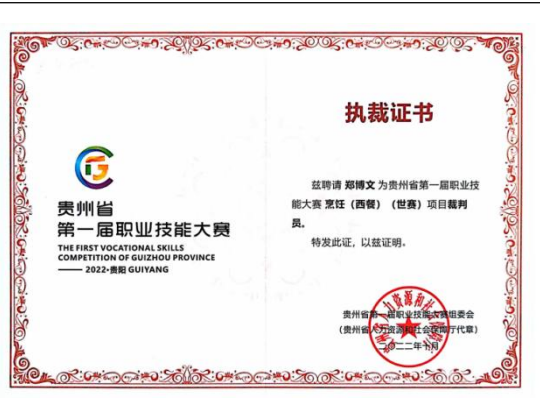 贵州省
第一届职业技能大赛
THE FIRST VOCATIONAL SKILLS
COMPETITION OF GUIZHOU PROVINCE
2022·贵阳 GUIYANG
执裁证书
兹聘请 郑博文 为贵州省第一届职业技
能大赛 烹饪（西餐）（世赛）项目裁判
员。
特发此证，以兹证明。
贵州省第一届职业技能大赛组委会
（贵州省人力资源和社会保障厅代章）
二〇二二年七月